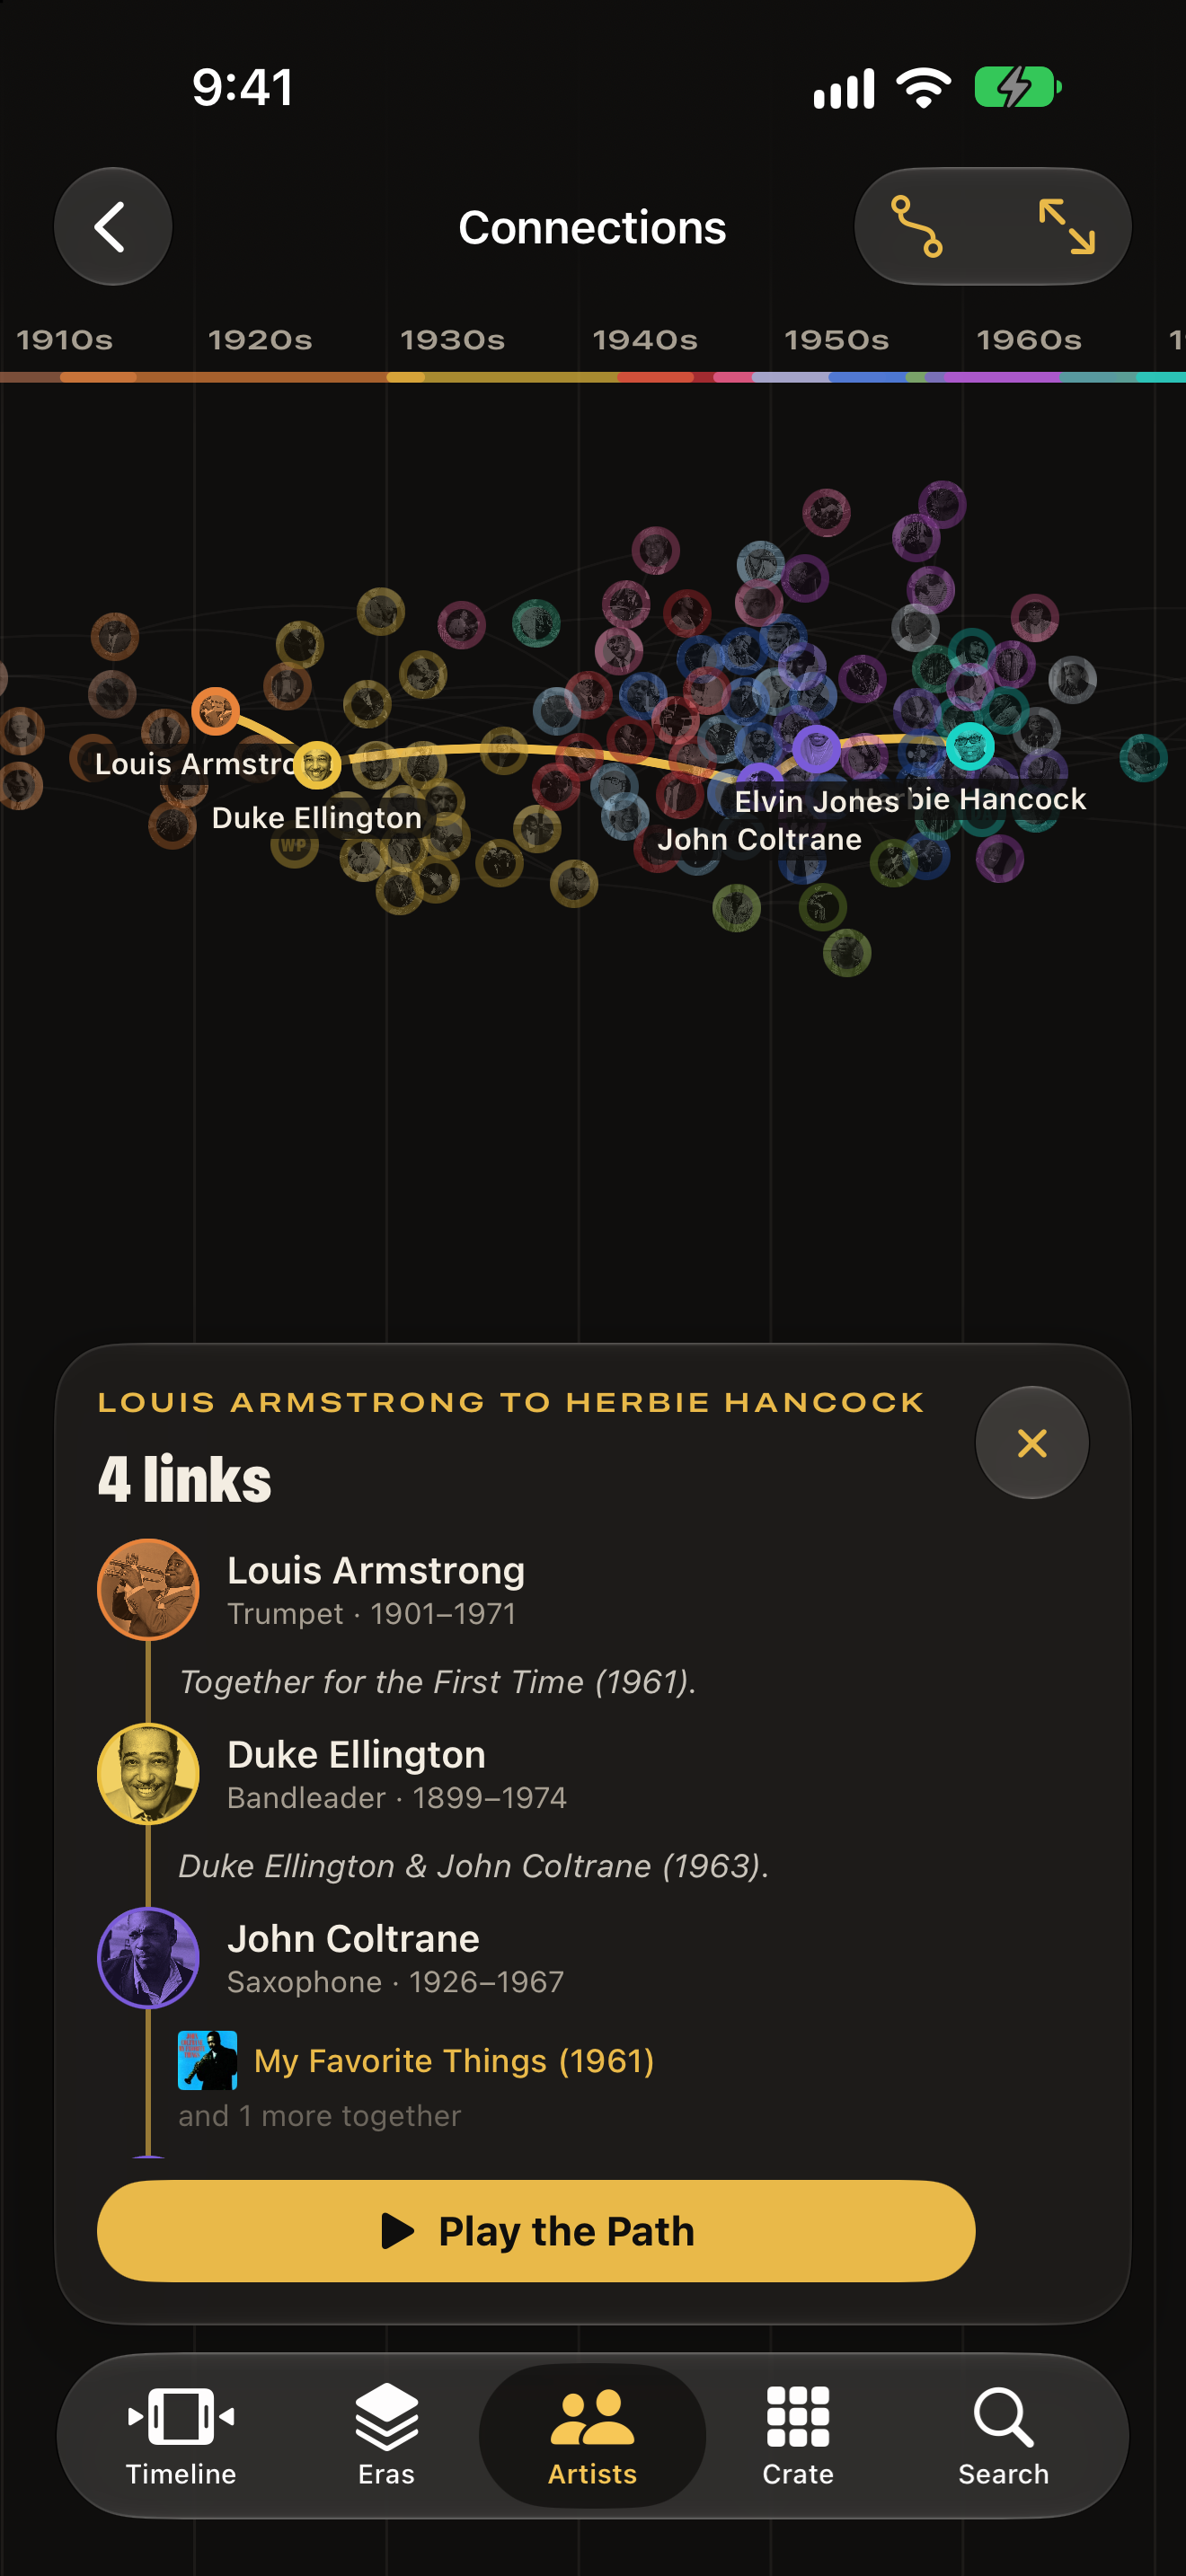 9:41
Connections
1910s 1920s 1930s 1940s 1950s 1960s
Louis Armstro
Duke Ellington
Elvin Jones
bie Hancock
John Coltrane
WP
LOUIS ARMSTRONG TO HERBIE HANCOCK
4 links
Louis Armstrong
Trumpet · 1901–1971
Together for the First Time (1961).
Duke Ellington
Bandleader · 1899–1974
Duke Ellington & John Coltrane (1963).
John Coltrane
Saxophone · 1926–1967
My Favorite Things (1961)
and 1 more together
Play the Path
Timeline
Eras
Artists
Crate
Search